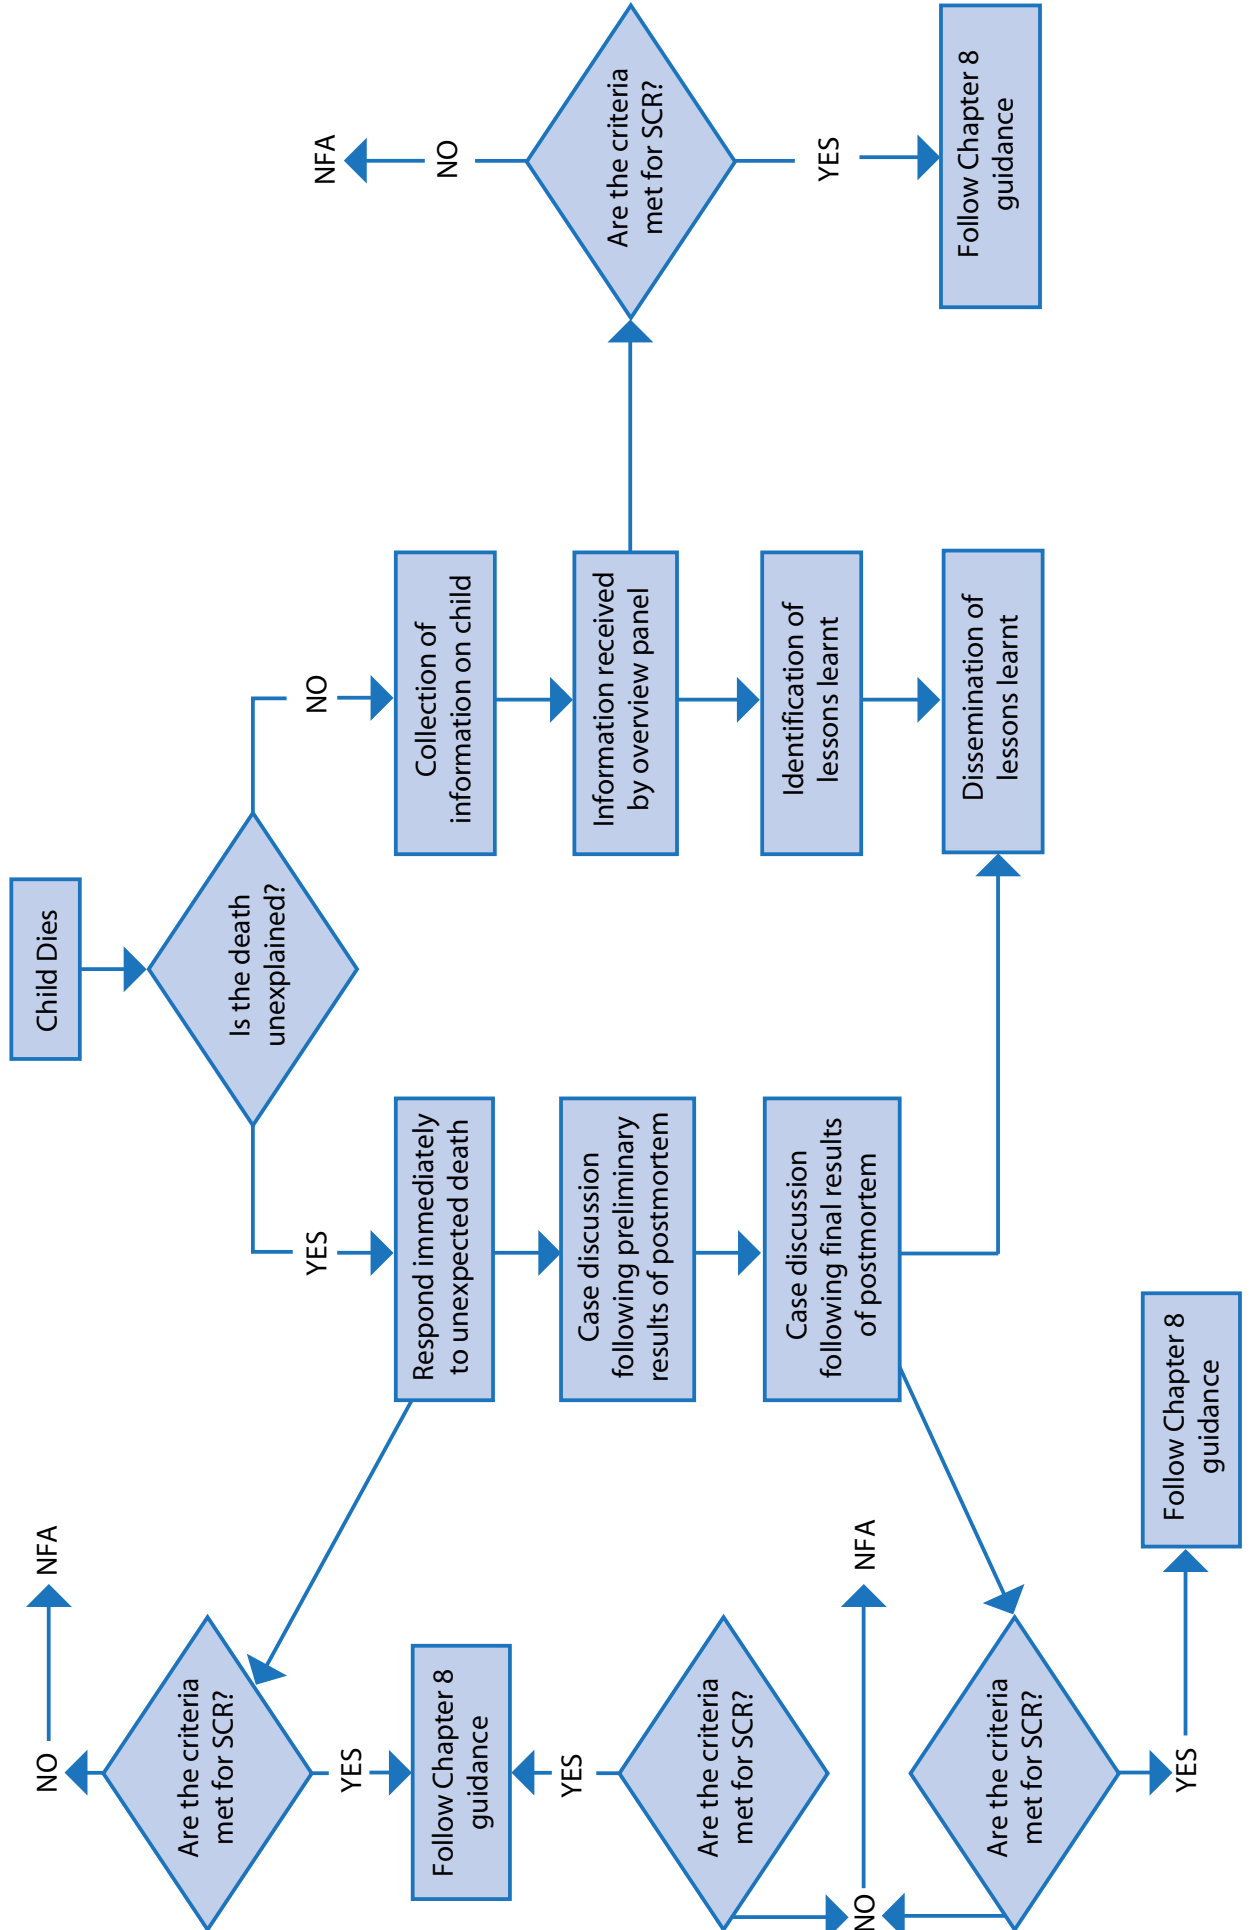 Child Dies
Is the death
unexplained?
YES
NO
Respond immediately
to unexpected death
Case discussion
following preliminary
results of postmortem
Case discussion
following final results
of postmortem
Collection of
information on child
Information received
by overview panel
Identification of
lessons learnt
Dissemination of
lessons learnt
NO
NFA
Are the criteria
met for SCR?
YES
Follow Chapter 8
guidance
YES
Are the criteria
met for SCR?
NO
NFA
Are the criteria
met for SCR?
YES
Follow Chapter 8
guidance
NFA
NO
Are the criteria
met for SCR?
YES
Follow Chapter 8
guidance